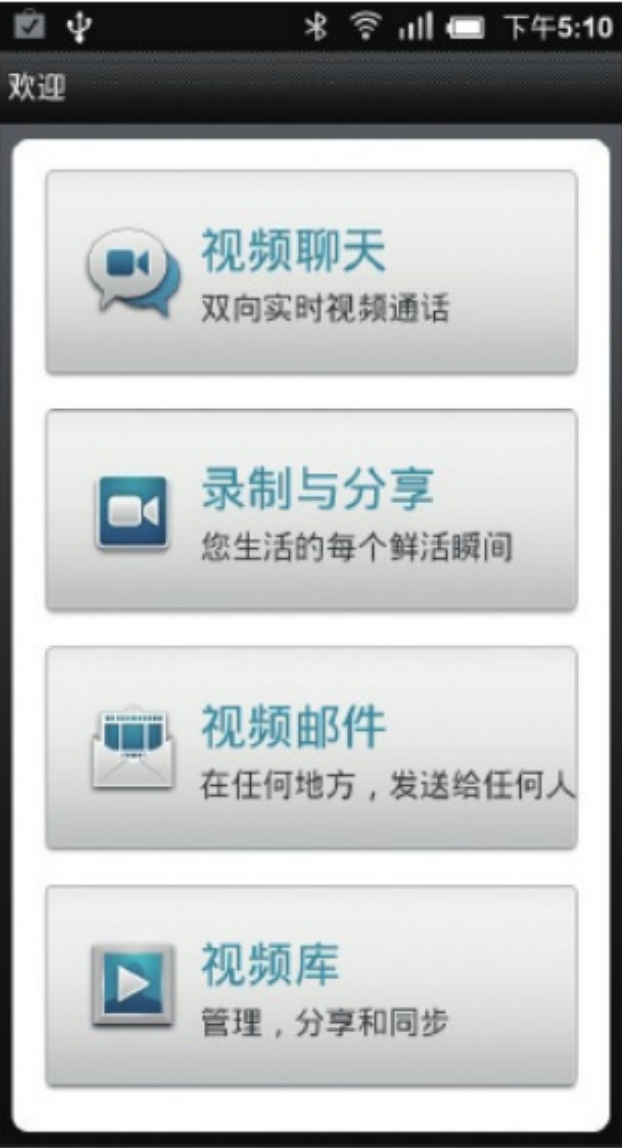 下午5:10
欢迎
视频聊天
双向实时视频通话
录制与分享
您生活的每个鲜活瞬间
视频邮件
在任何地方，发送给任何人
视频库
管理，分享和同步